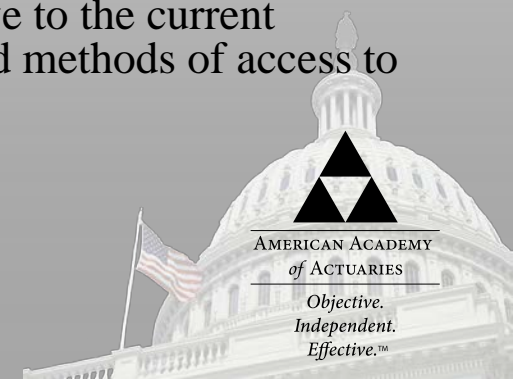 e to the current
d methods of access to
AMERICAN ACADEMY
of ACTUARIES
Objective.
Independent.
Effective.™